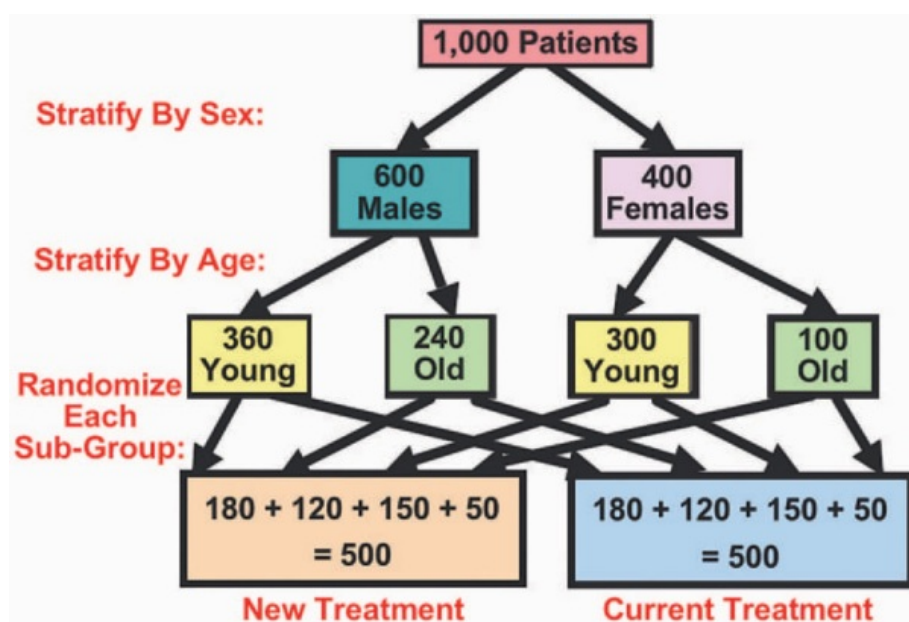 1,000 Patients
Stratify By Sex:
600
Males
400
Females
Stratify By Age:
360
Young
240
Old
300
Young
100
Old
Randomize
Each
Sub-Group:
180 + 120 + 150 + 50
= 500
180 + 120 + 150 + 50
= 500
New Treatment
Current Treatment